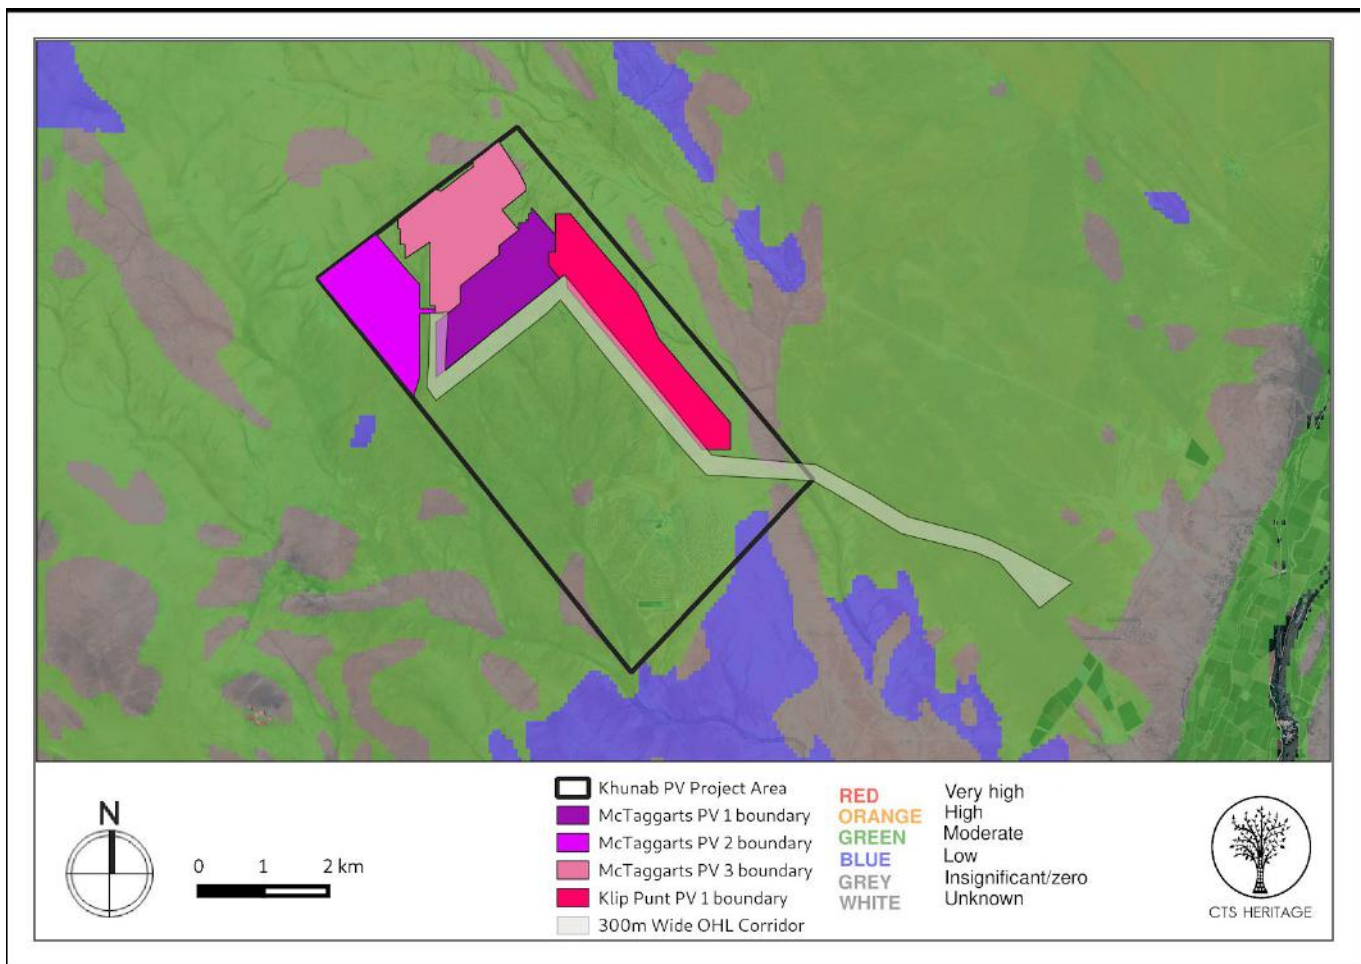 N
0 1 2 km
Khunab PV Project Area
McTaggarts PV 1 boundary
McTaggarts PV 2 boundary
McTaggarts PV 3 boundary
Klip Punt PV 1 boundary
300m Wide OHL Corridor
RED Very high
ORANGE High
GREEN Moderate
BLUE Low
GREY Insignificant/zero
WHITE Unknown
CTS HERITAGE